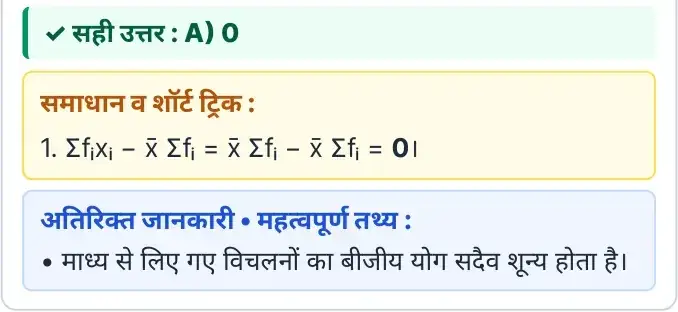 ✓ सही उत्तर : A) 0
समाधान व शॉर्ट ट्रिक :
1. Σfᵢxᵢ − x̄ Σfᵢ = x̄ Σfᵢ − x̄ Σfᵢ = 0।
अतिरिक्त जानकारी • महत्वपूर्ण तथ्य :
• माध्य से लिए गए विचलनों का बीजीय योग सदैव शून्य होता है।